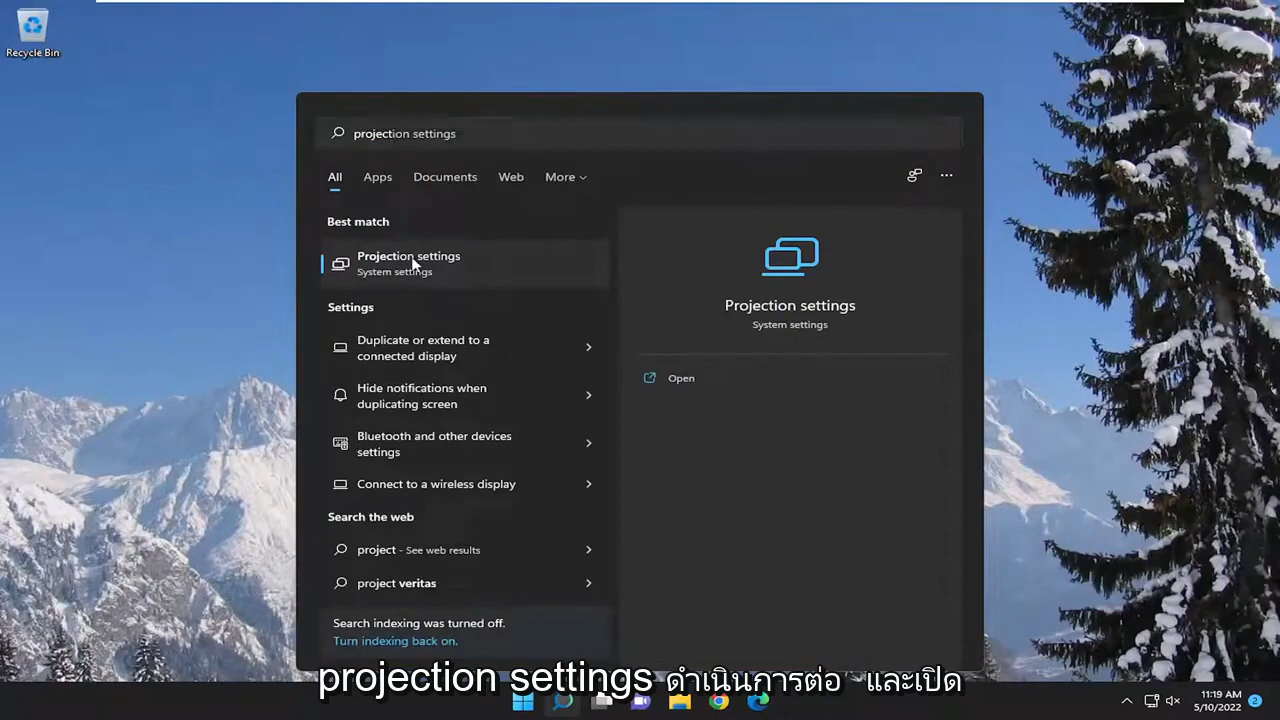 Recycle Bin
projection settings
All Apps Documents Web More
Best match
Projection settings
System settings
Settings
Duplicate or extend to a
connected display
Hide notifications when
duplicating screen
Bluetooth and other devices
settings
Connect to a wireless display
Search the web
project - See web results
project veritas
Search indexing was turned off.
Turn indexing back on.
Projection settings
System settings
Open
projection settings ดำเนินการต่อ และเปิด
11:19 AM
5/10/2022
2